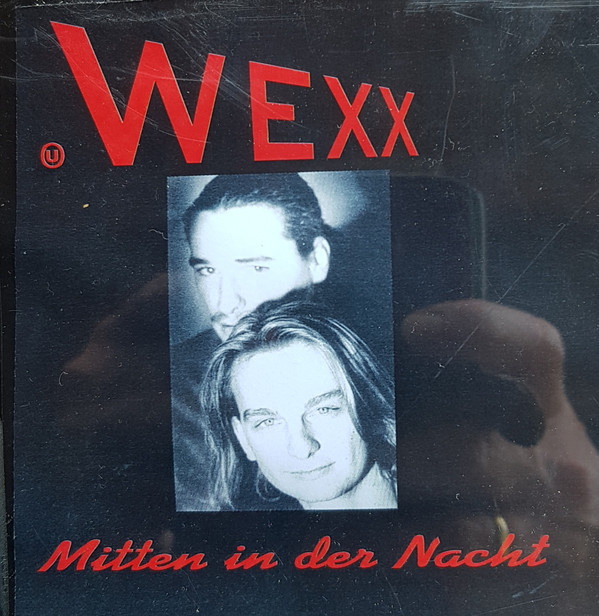 WEXX
Ⓤ
Mitten in der Nacht